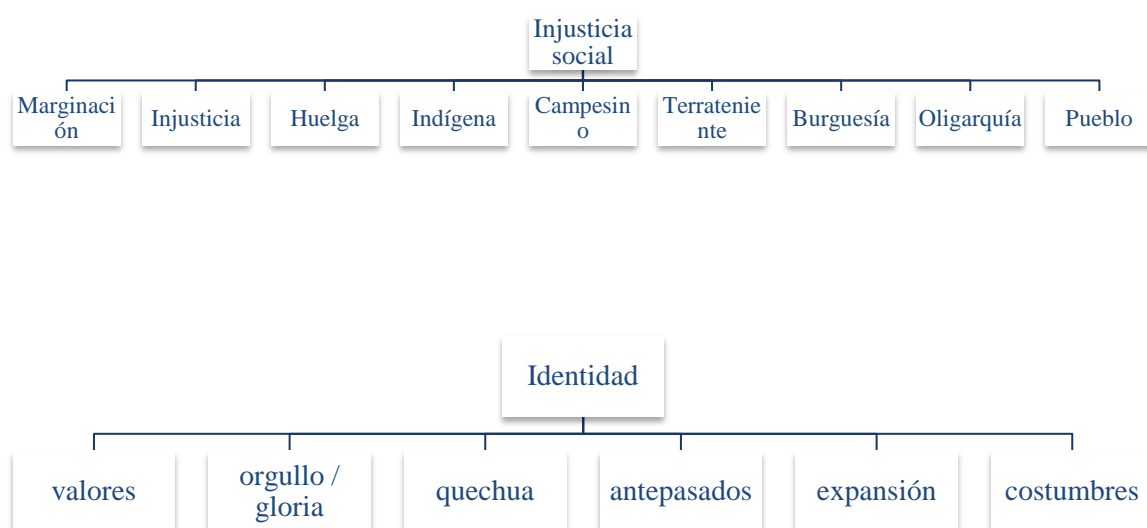 Injusticia
social
Marginaci
ón
Injusticia
Huelga
Indígena
Campesin
o
Terratenie
nte
Burguesía
Oligarquía
Pueblo
Identidad
valores
orgullo /
gloria
quechua
antepasados
expansión
costumbres